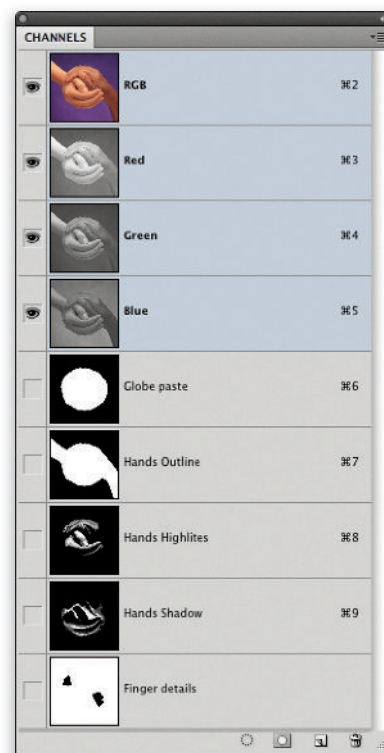 CHANNELS
RGB ⌘2
Red ⌘3
Green ⌘4
Blue ⌘5
Globe paste ⌘6
Hands Outline ⌘7
Hands Highlites ⌘8
Hands Shadow ⌘9
Finger details